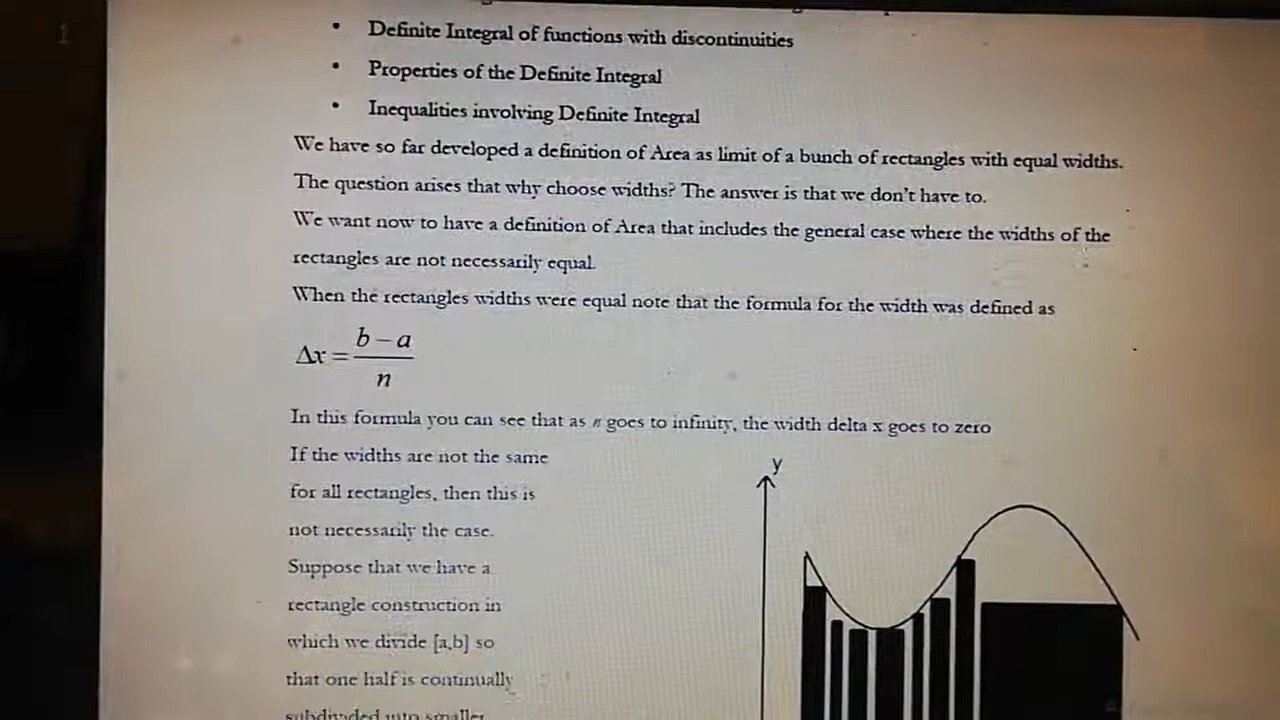 • Definite Integral of functions with discontinuities
• Properties of the Definite Integral
• Inequalities involving Definite Integral
We have so far developed a definition of Area as limit of a bunch of rectangles with equal widths.
The question arises that why choose widths? The answer is that we don't have to.
We want now to have a definition of Area that includes the general case where the widths of the
rectangles are not necessarily equal.
When the rectangles widths were equal note that the formula for the width was defined as
Δx = (b − a) / n
In this formula you can see that as n goes to infinity, the width delta x goes to zero
If the widths are not the same
for all rectangles, then this is
not necessarily the case.
Suppose that we have a
rectangle construction in
which we divide [a,b] so
that one half is continually
subdivided into smaller
y